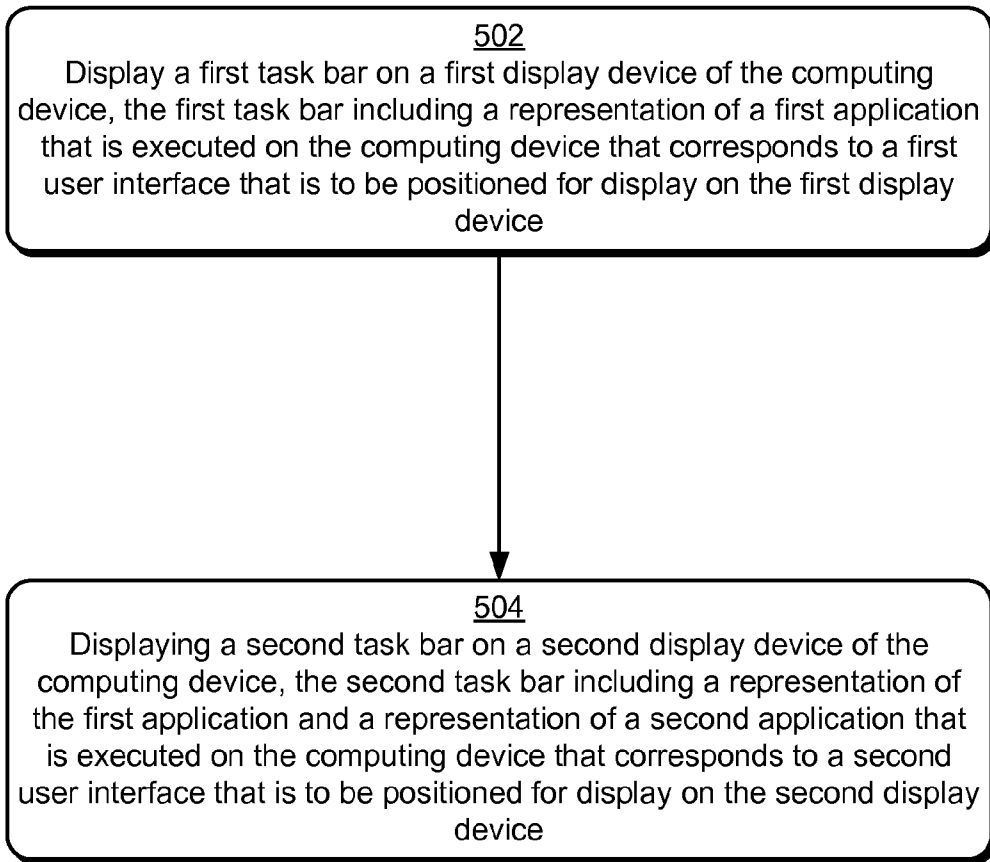 502
Display a first task bar on a first display device of the computing
device, the first task bar including a representation of a first application
that is executed on the computing device that corresponds to a first
user interface that is to be positioned for display on the first display
device
504
Displaying a second task bar on a second display device of the
computing device, the second task bar including a representation of
the first application and a representation of a second application that
is executed on the computing device that corresponds to a second
user interface that is to be positioned for display on the second display
device